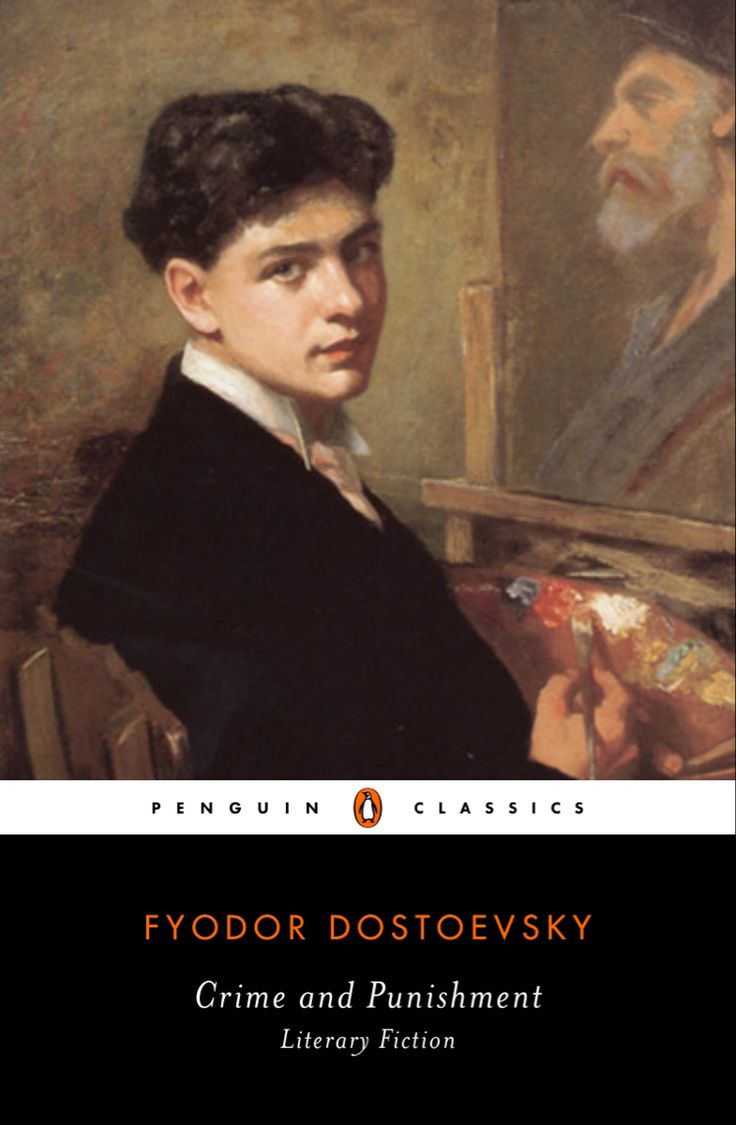 PENGUIN CLASSICS
FYODOR DOSTOEVSKY
Crime and Punishment
Literary Fiction